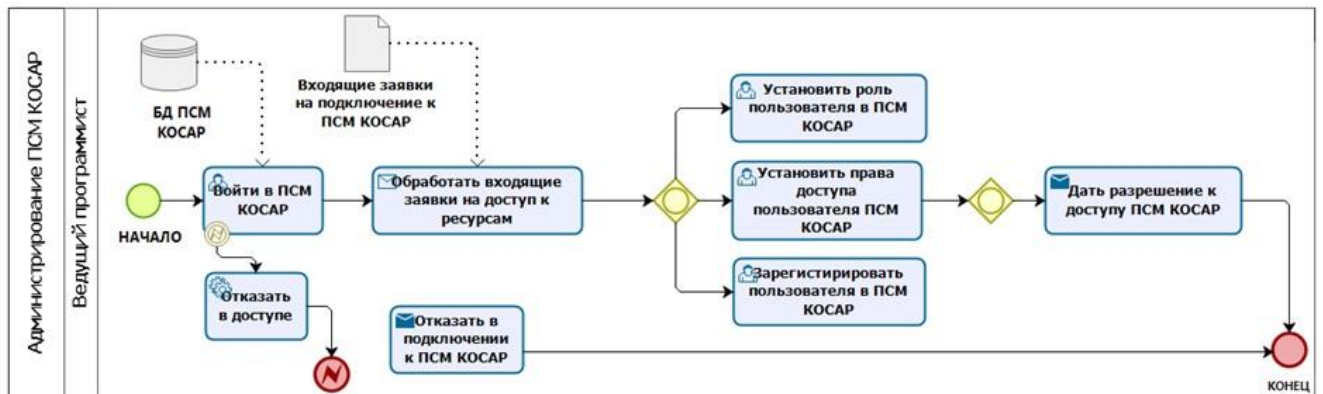 Администрирование ПСМ КОСАР
Ведущий программист
БД ПСМ
КОСАР
Входящие заявки
на подключение к
ПСМ КОСАР
НАЧАЛО
Войти в ПСМ
КОСАР
Обработать входящие
заявки на доступ к
ресурсам
Установить роль
пользователя в ПСМ
КОСАР
Установить права
доступа
пользователя ПСМ
КОСАР
Зарегистирировать
пользователя в ПСМ
КОСАР
Дать разрешение к
доступу ПСМ КОСАР
Отказать
в доступе
Отказать в
подключении
к ПСМ КОСАР
КОНЕЦ